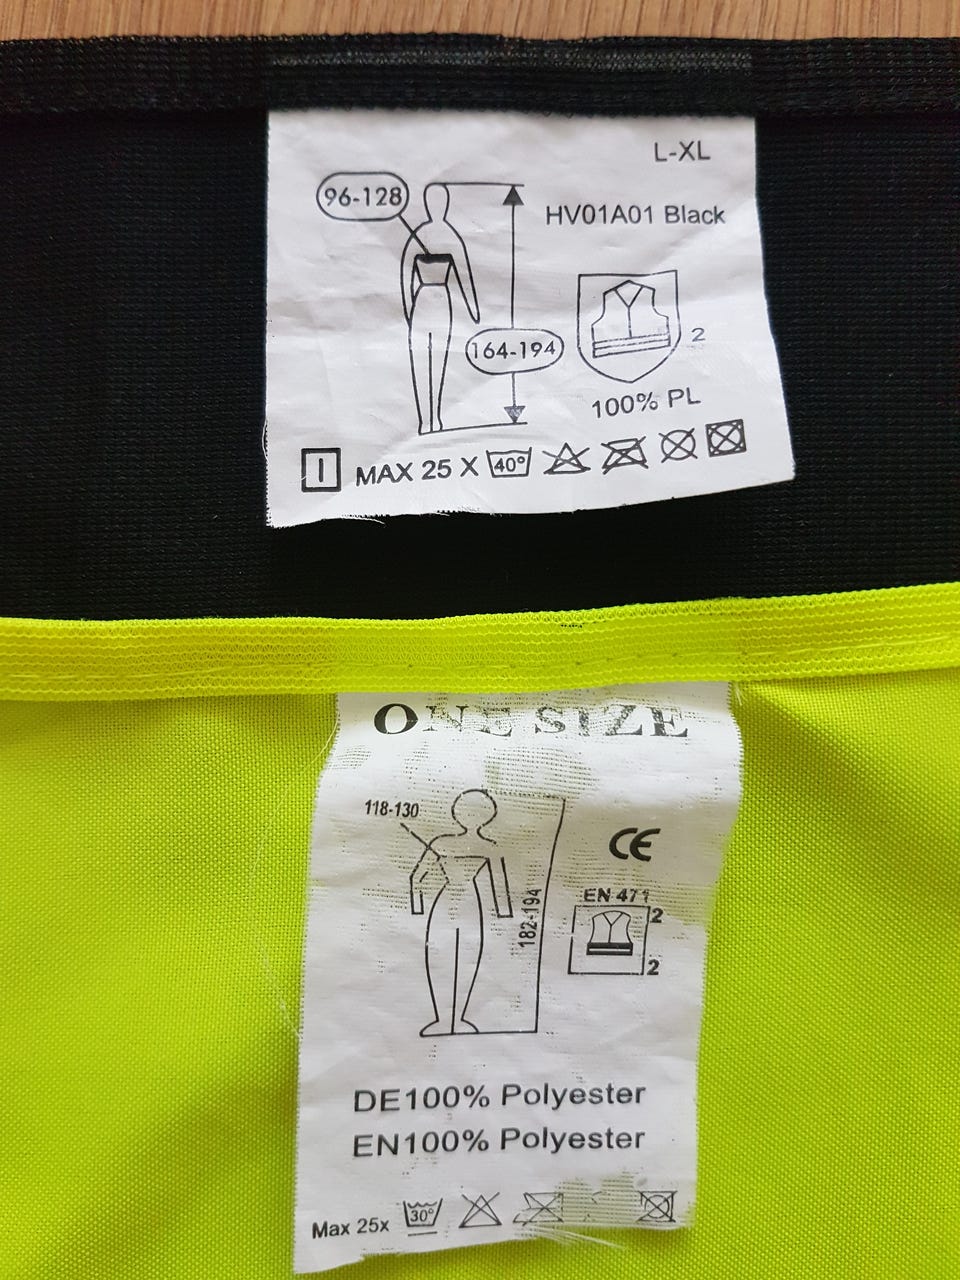 L-XL
96-128
HV01A01 Black
164-194
2
100% PL
I MAX 25 X 40°
ONE SIZE
118-130
CE
EN 471
2
182-194
2
DE100% Polyester
EN100% Polyester
Max 25x 30°